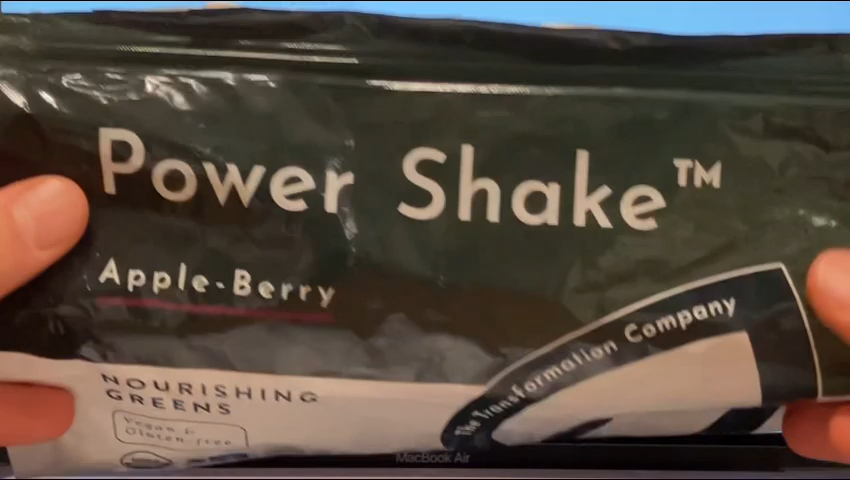 Power Shake™
Apple-Berry
The Transformation Company
NOURISHING
GREENS
Vegan &
Gluten-free
MacBook Air